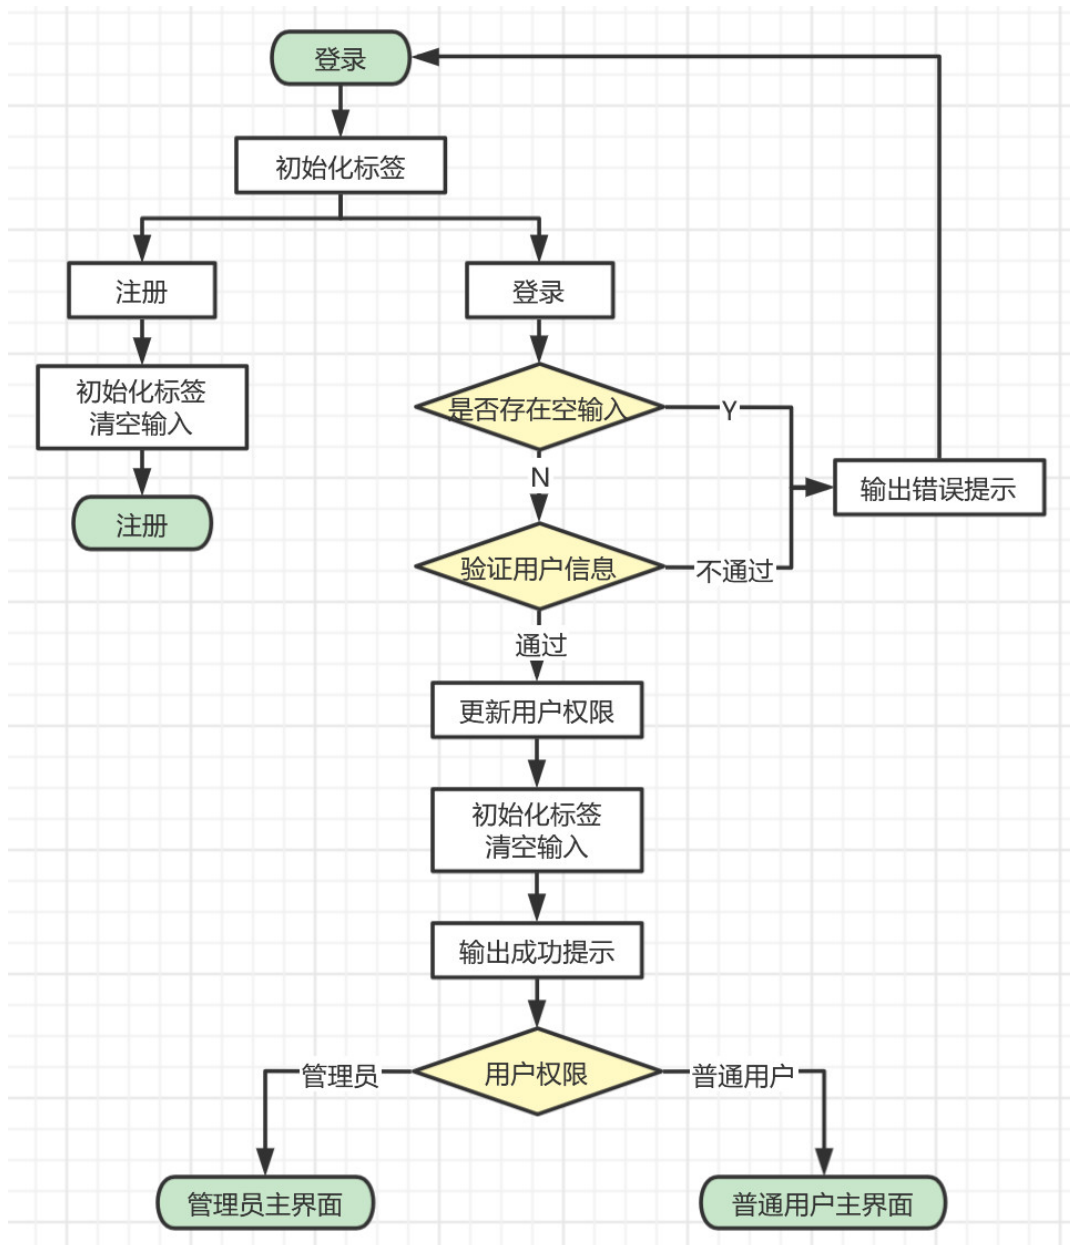 登录
初始化标签
注册
登录
初始化标签
清空输入
是否存在空输入
Y
N
输出错误提示
注册
验证用户信息
不通过
通过
更新用户权限
初始化标签
清空输入
输出成功提示
管理员
用户权限
普通用户
管理员主界面
普通用户主界面